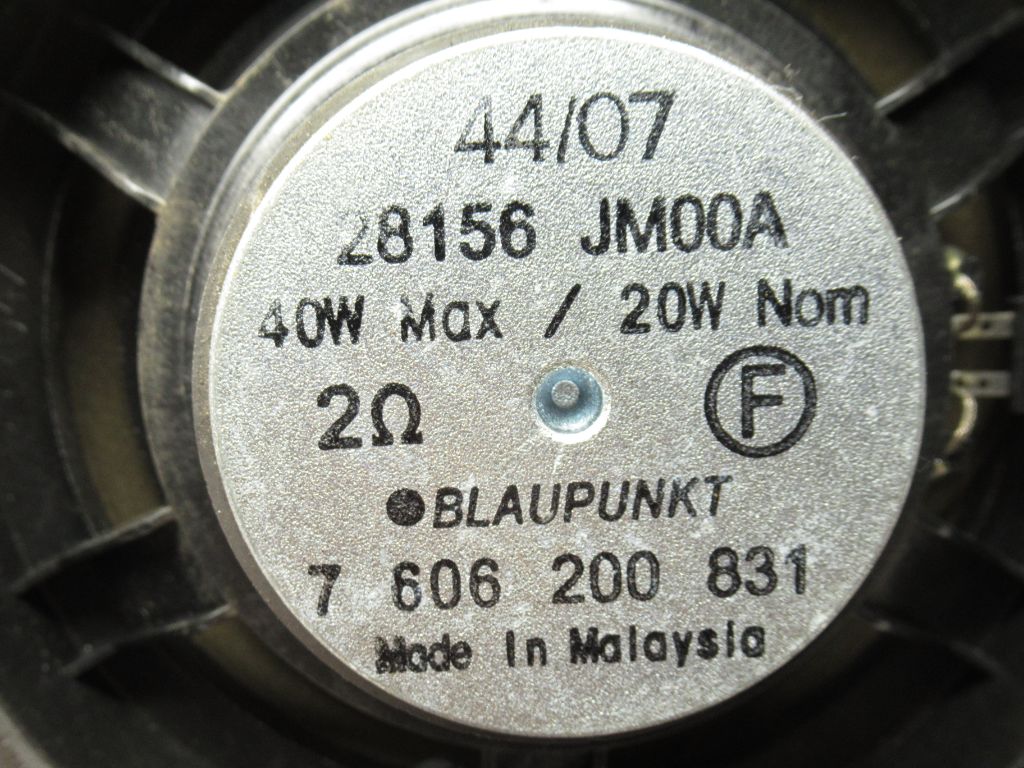 44/07
28156 JM00A
40W Max / 20W Nom
2Ω Ⓕ
●BLAUPUNKT
7 606 200 831
Made In Malaysia